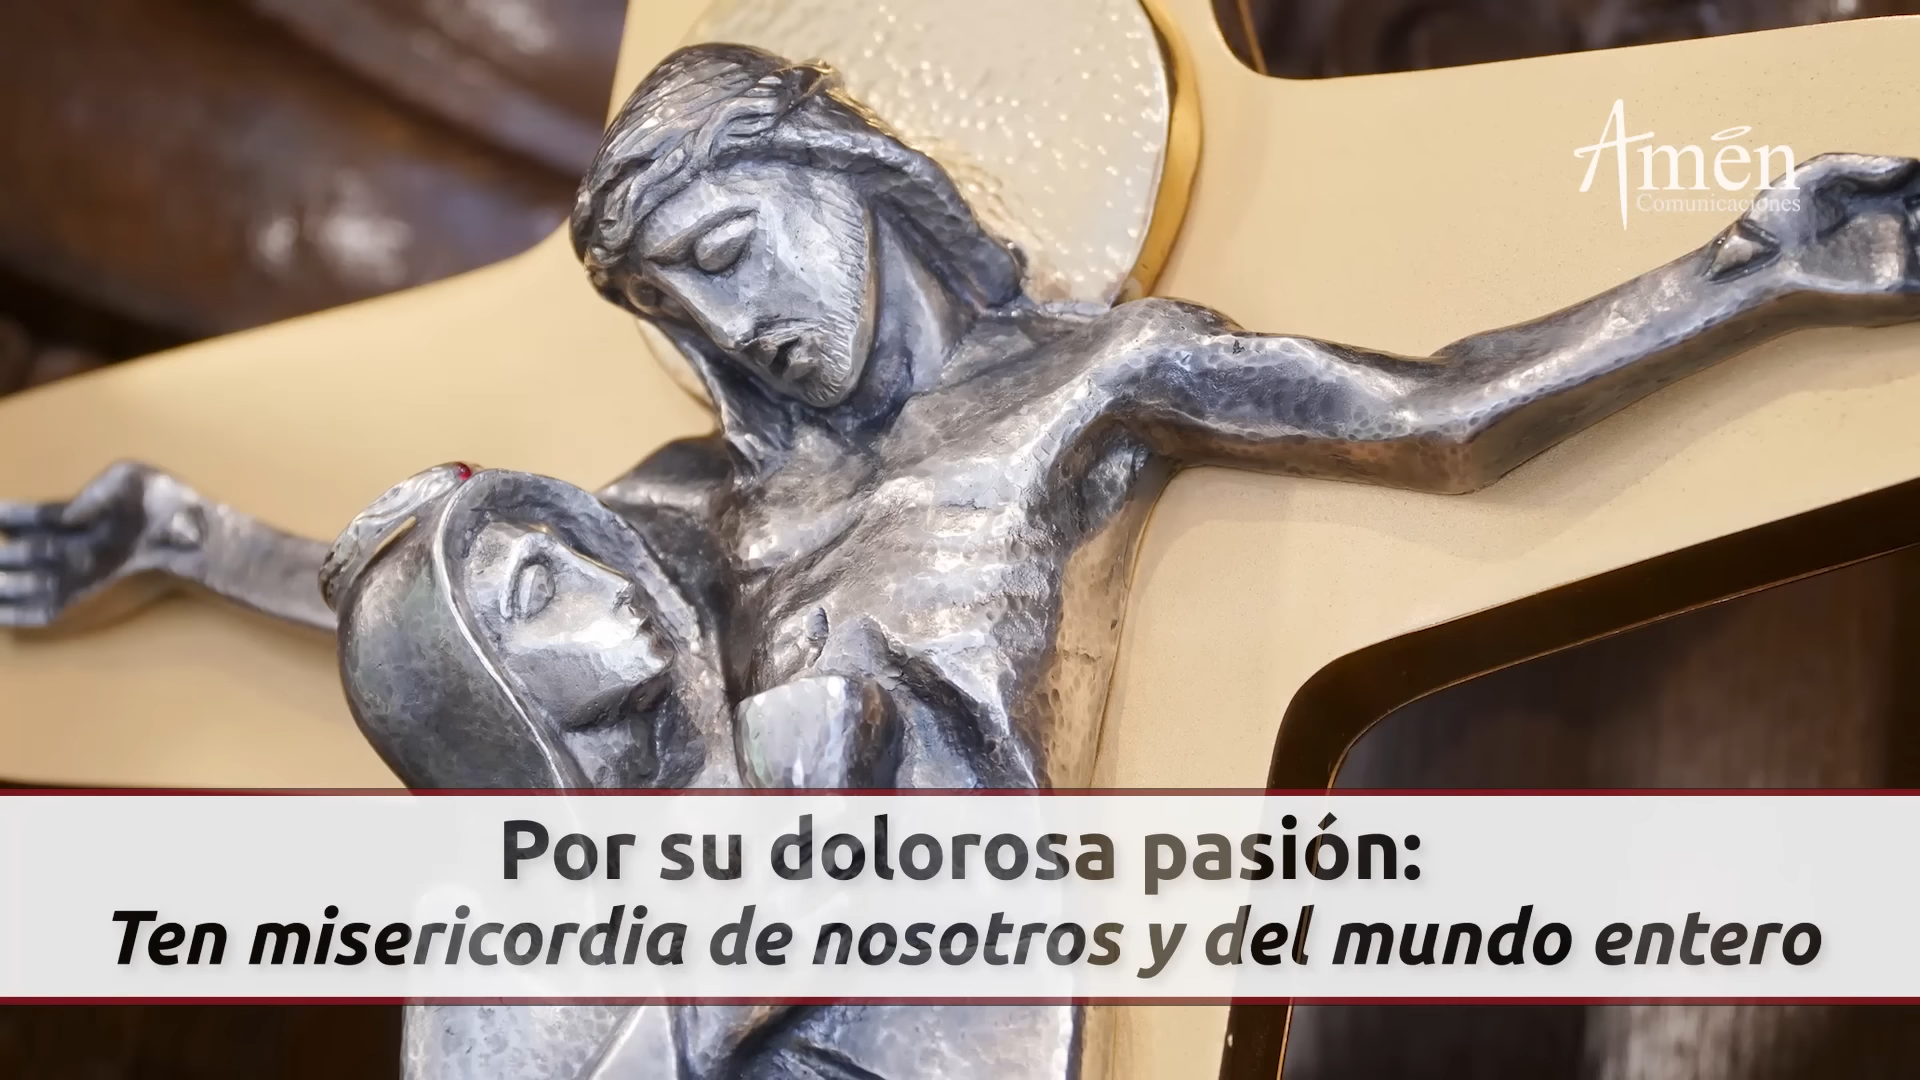 Amén
Comunicaciones
Por su dolorosa pasión:
Ten misericordia de nosotros y del mundo entero